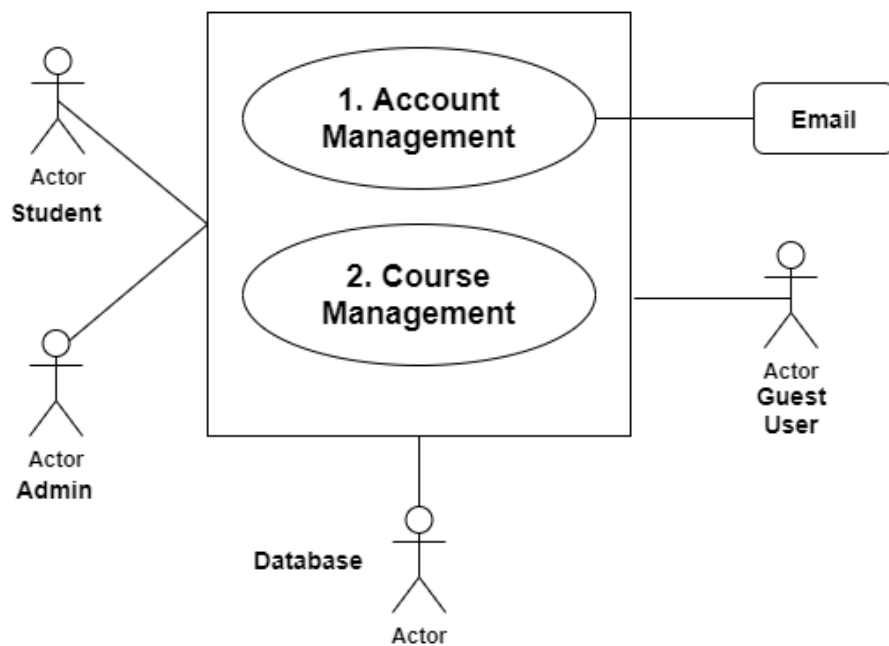 1. Account
Management
Email
Actor
Student
2. Course
Management
Actor
Guest
User
Actor
Admin
Database
Actor